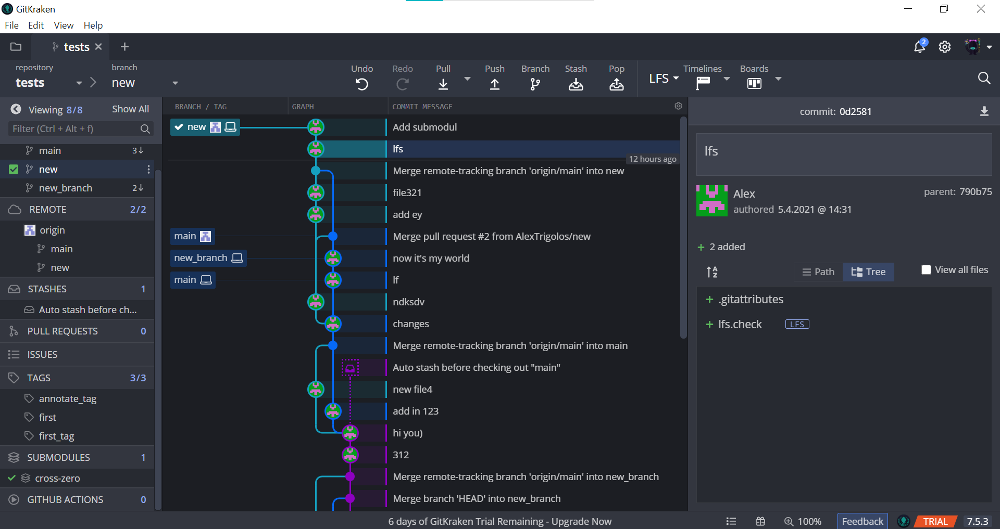 GitKraken
File Edit View Help
tests
2
repository
tests
branch
new
Undo Redo Pull Push Branch Stash Pop
LFS
Timelines Boards
Viewing 8/8 Show All
Filter (Ctrl + Alt + f)
main 3↓
new
new_branch 2↓
REMOTE 2/2
origin
main
new
STASHES 1
Auto stash before ch...
PULL REQUESTS 0
ISSUES
TAGS 3/3
annotate_tag
first
first_tag
SUBMODULES 1
cross-zero
GITHUB ACTIONS 0
BRANCH / TAG GRAPH COMMIT MESSAGE
new Add submodul
lfs
12 hours ago
Merge remote-tracking branch 'origin/main' into new
file321
add ey
main Merge pull request #2 from AlexTrigolos/new
new_branch now it's my world
main lf
ndksdv
changes
Merge remote-tracking branch 'origin/main' into main
Auto stash before checking out "main"
new file4
add in 123
hi you)
312
Merge remote-tracking branch 'origin/main' into new_branch
Merge branch 'HEAD' into new_branch
commit: 0d2581
lfs
Alex
authored 5.4.2021 @ 14:31
parent: 790b75
+ 2 added
A
Z
Path Tree
View all files
+ .gitattributes
+ lfs.check LFS
6 days of GitKraken Trial Remaining - Upgrade Now
100%
Feedback
TRIAL
7.5.3